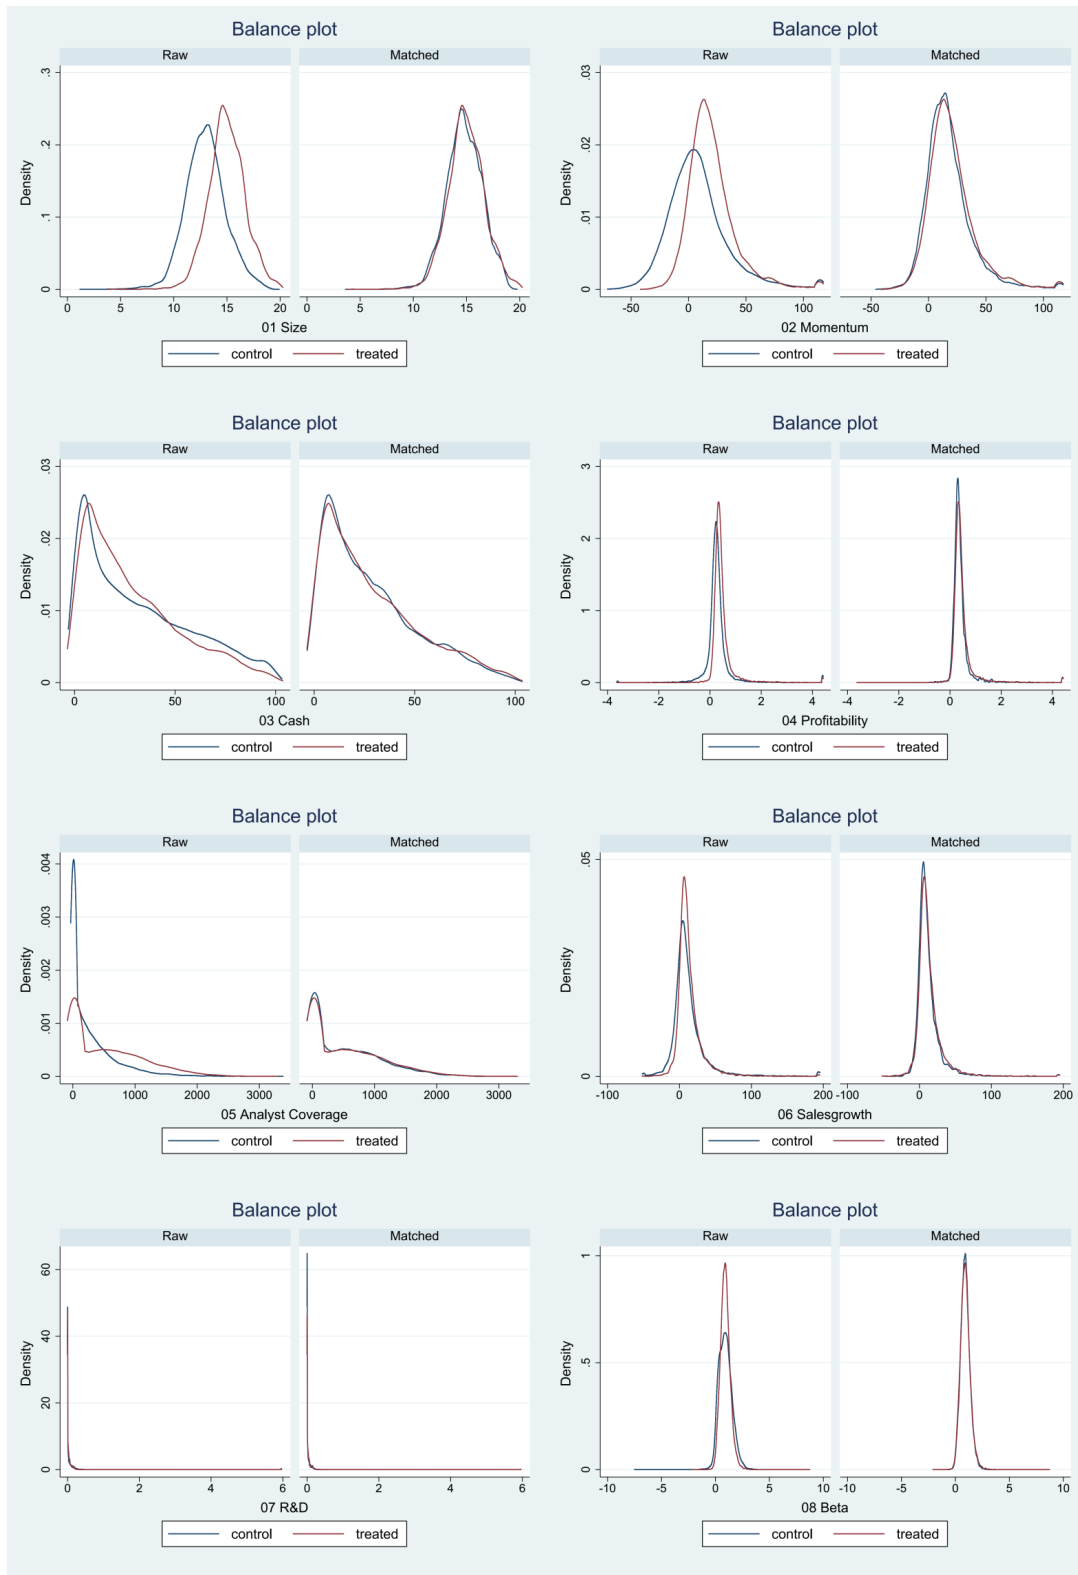 Balance plot
Raw Matched
.3
.2
.1
0
Density
0 5 10 15 20 0 5 10 15 20
01 Size
control treated
Balance plot
Raw Matched
.03
.02
.01
0
Density
-50 0 50 100 -50 0 50 100
02 Momentum
control treated
Balance plot
Raw Matched
.03
.02
.01
0
Density
0 50 100 0 50 100
03 Cash
control treated
Balance plot
Raw Matched
3
2
1
0
Density
-4 -2 0 2 4 -4 -2 0 2 4
04 Profitability
control treated
Balance plot
Raw Matched
.004
.003
.002
.001
0
Density
0 1000 2000 3000 0 1000 2000 3000
05 Analyst Coverage
control treated
Balance plot
Raw Matched
.05
0
Density
-100 0 100 200 -100 0 100 200
06 Salesgrowth
control treated
Balance plot
Raw Matched
60
40
20
0
Density
0 2 4 6 0 2 4 6
07 R&D
control treated
Balance plot
Raw Matched
1
.5
0
Density
-10 -5 0 5 10 -10 -5 0 5 10
08 Beta
control treated